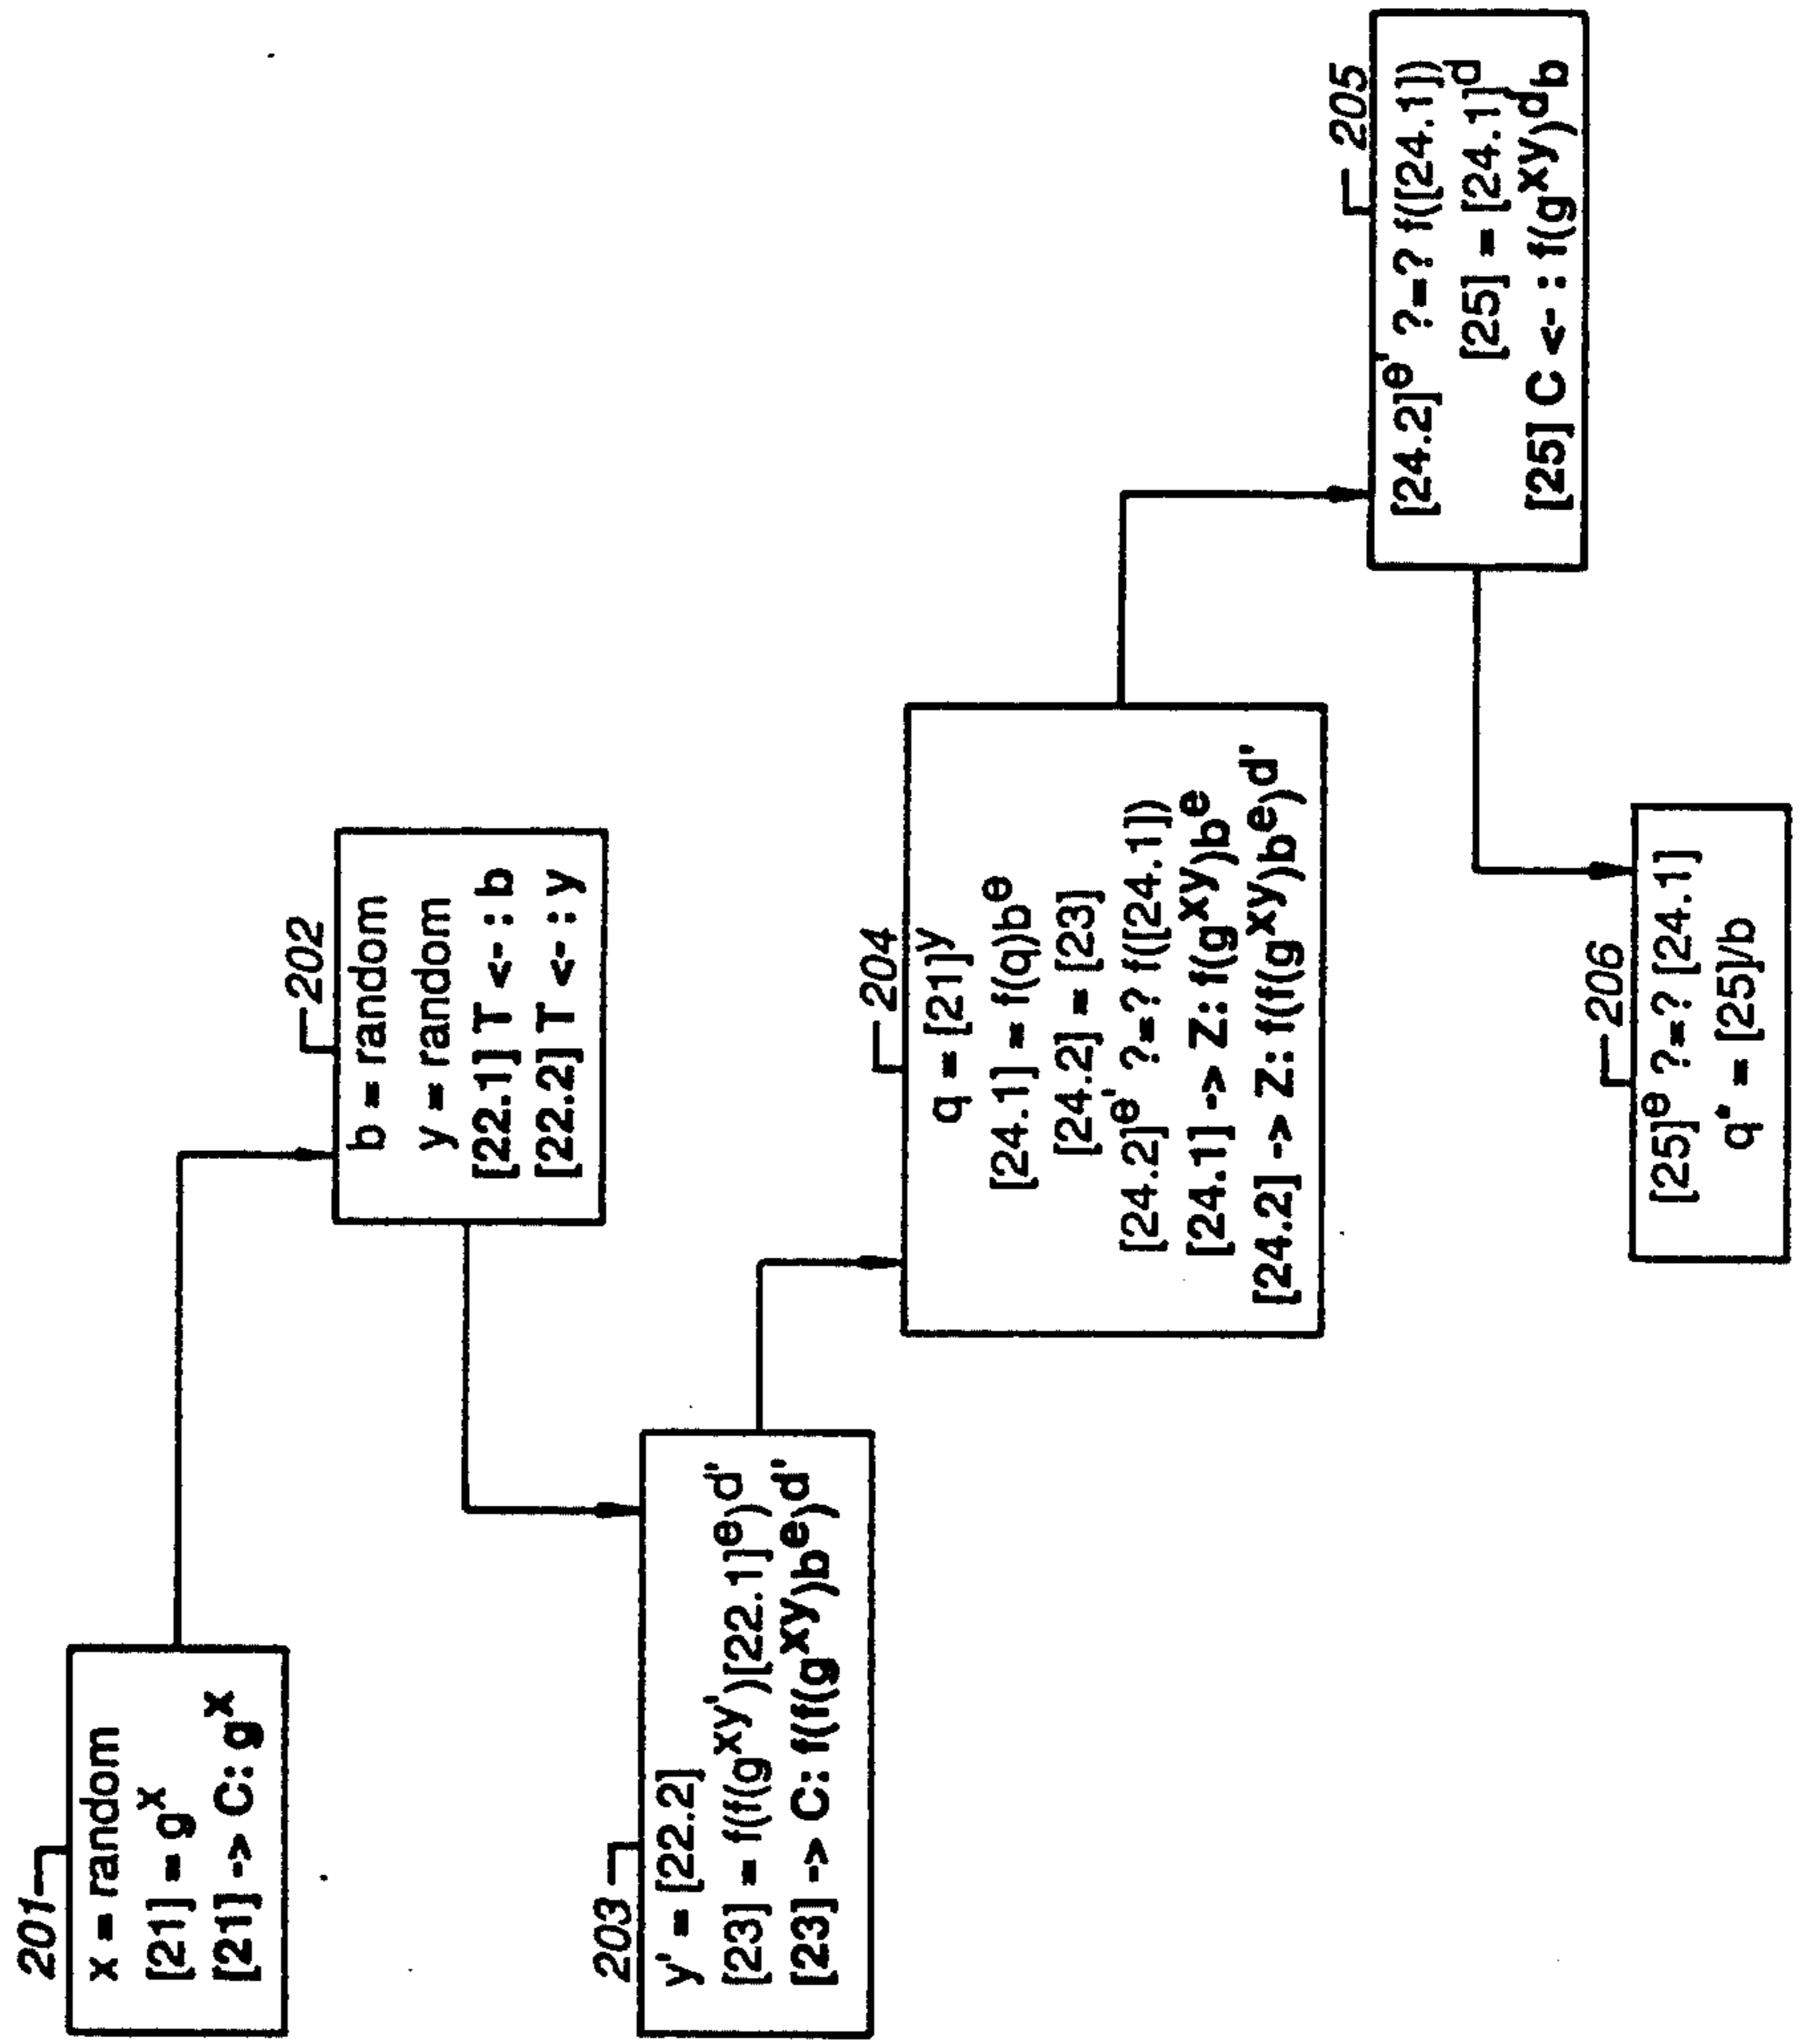 201
x = random
[21] = g^x
[21] -> C: g^x
202
b = random
y = random
[22.1] T <-: b
[22.2] T <-: y
203
y' = [22.2]
[23] = f(f(g^xy')[22.1]^e)^d'
[23] -> C: f(f(g^xy)b^e)^d'
204
q = [21]^y
[24.1] = f(q)b^e
[24.2] = [23]
[24.2]^e' ?=? f([24.1])
[24.1] -> Z: f(g^xy)b^e
[24.2] -> Z: f(f(g^xy)b^e)^d'
205
[24.2]^e' ?=? f([24.1])
[25] = [24.1]^d
[25] C <- : f(g^xy)^d b
206
[25]^e ?=? [24.1]
q* = [25]/b